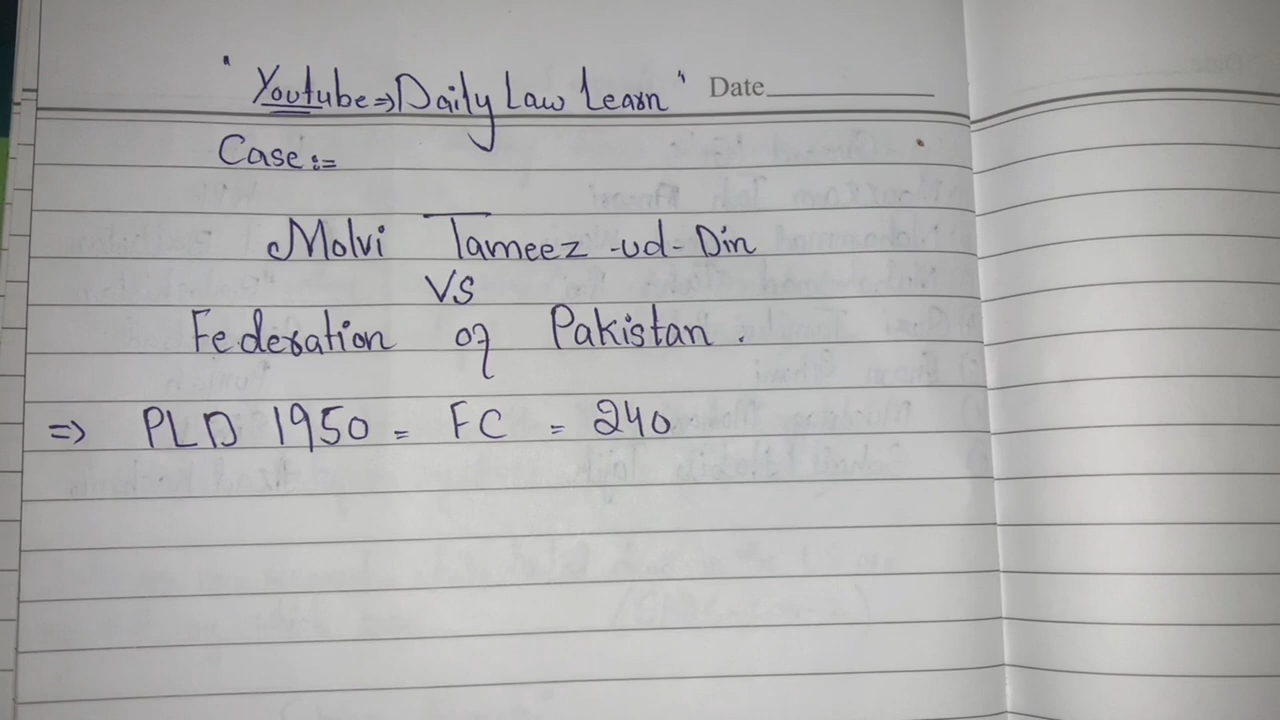 "Youtube⇒Daily Law Learn" Date
Case:=
Molvi Tameez-ud-Din
VS
Federation of Pakistan.
⇒ PLD 1950 = FC = 240